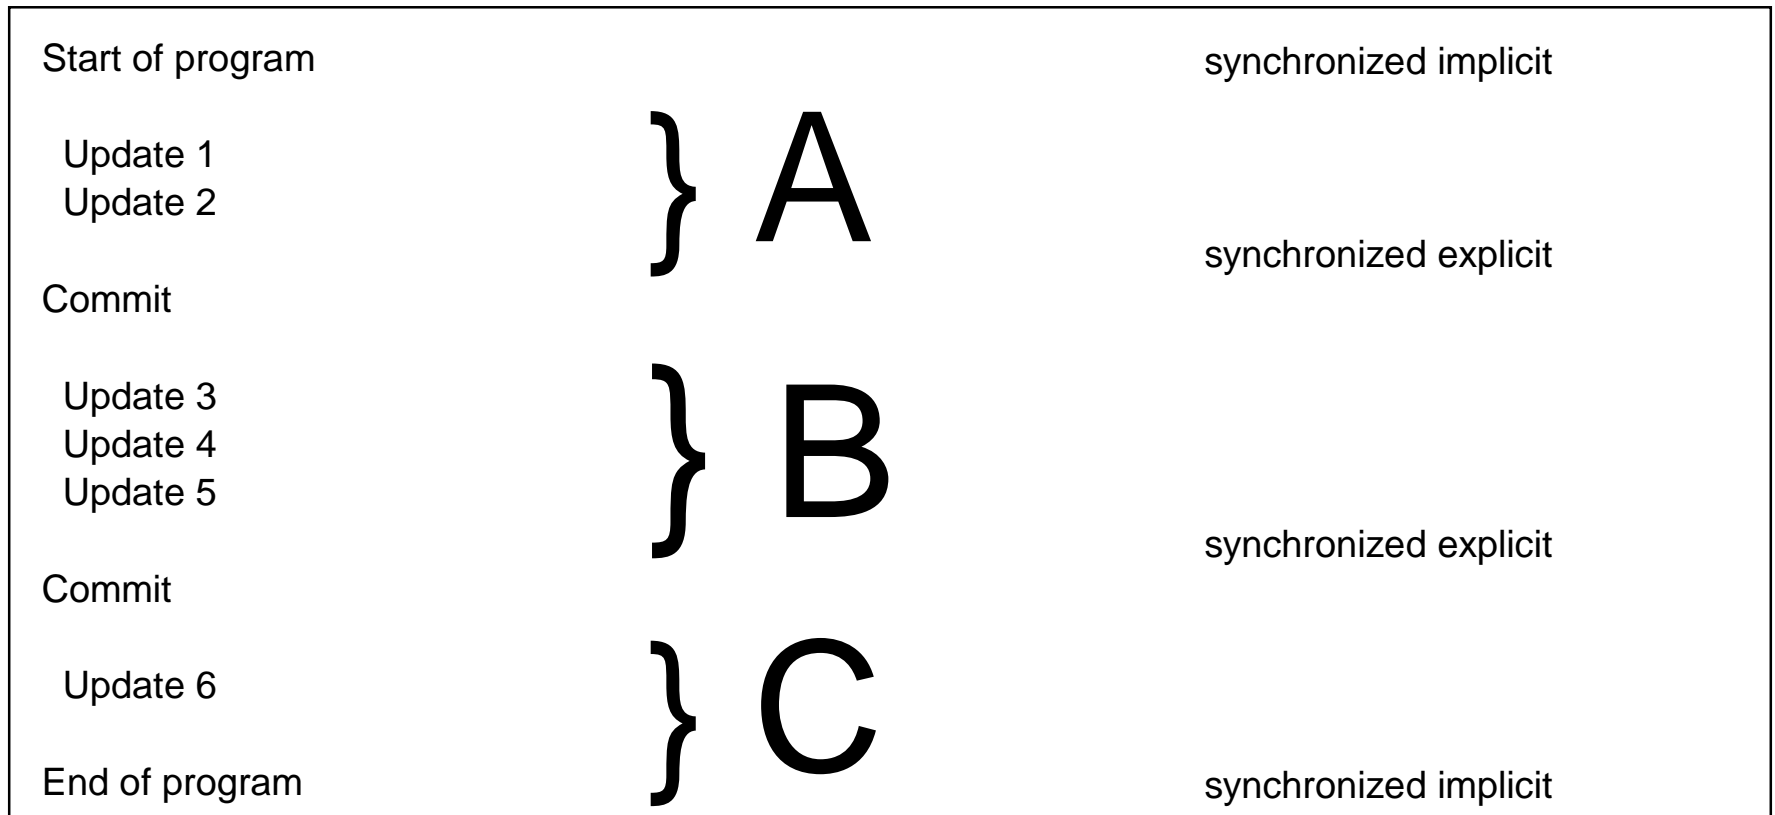 Start of program synchronized implicit
Update 1
Update 2
} A
synchronized explicit
Commit
Update 3
Update 4
Update 5
} B
synchronized explicit
Commit
Update 6
} C
End of program synchronized implicit